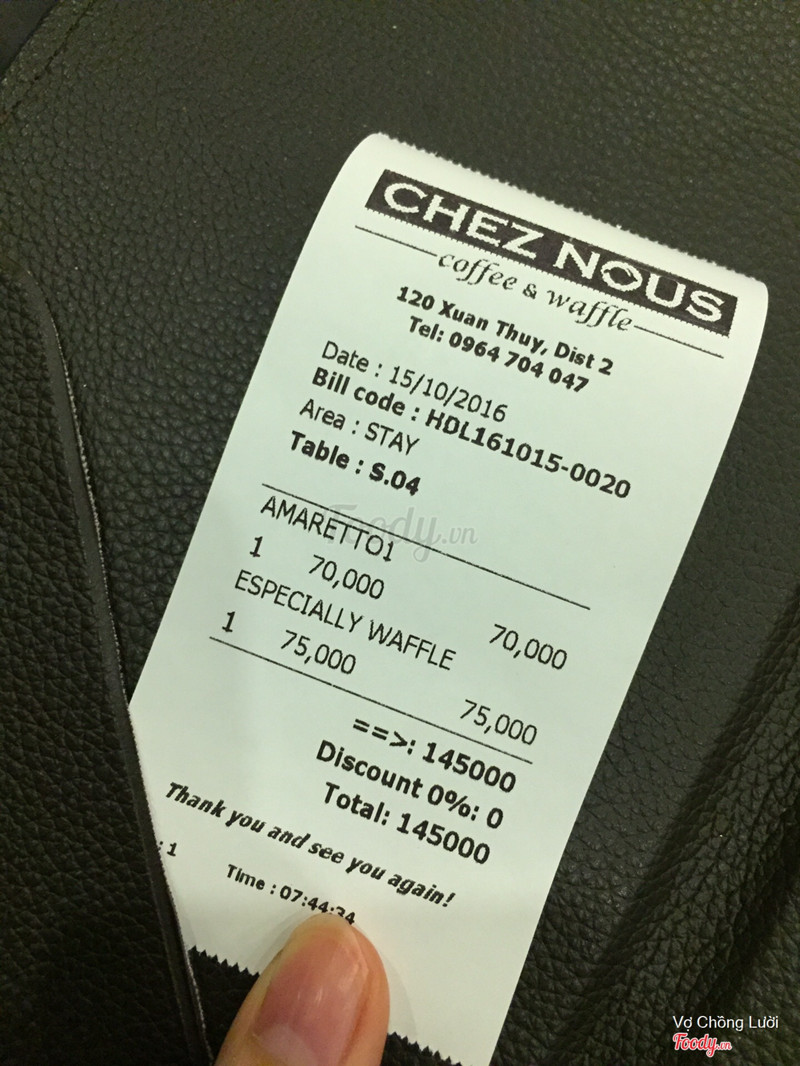 CHEZ NOUS
coffee & waffle
120 Xuan Thuy, Dist 2
Tel: 0964 704 047
Date : 15/10/2016
Bill code : HDL161015-0020
Area : STAY
Table : S.04
Foody.vn
AMARETTO1
1 70,000 70,000
ESPECIALLY WAFFLE
1 75,000 75,000
==>: 145000
Discount 0%: 0
Total: 145000
Thank you and see you again!
: 1 Time : 07:44:34
Vợ Chồng Lười
Foody.vn